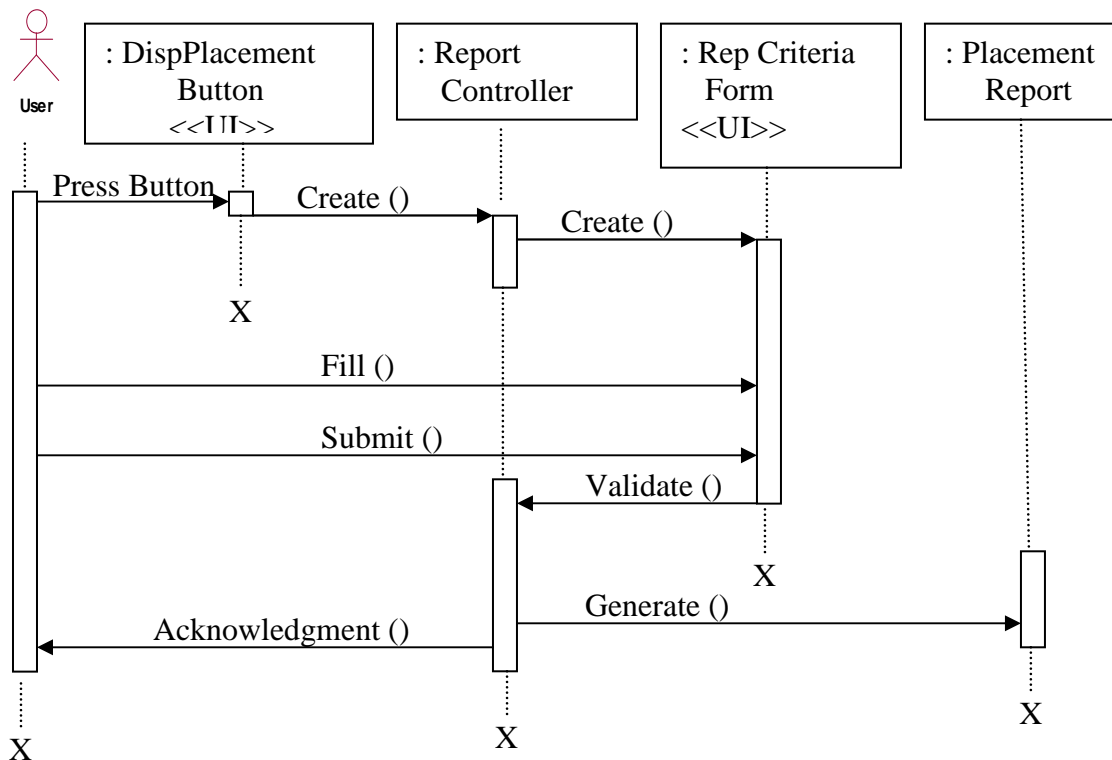 : DispPlacement
Button
<<UI>>
: Report
Controller
: Rep Criteria
Form
<<UI>>
: Placement
Report
User
Press Button
Create ()
Create ()
X
Fill ()
Submit ()
Validate ()
X
Generate ()
Acknowledgment ()
X
X
X